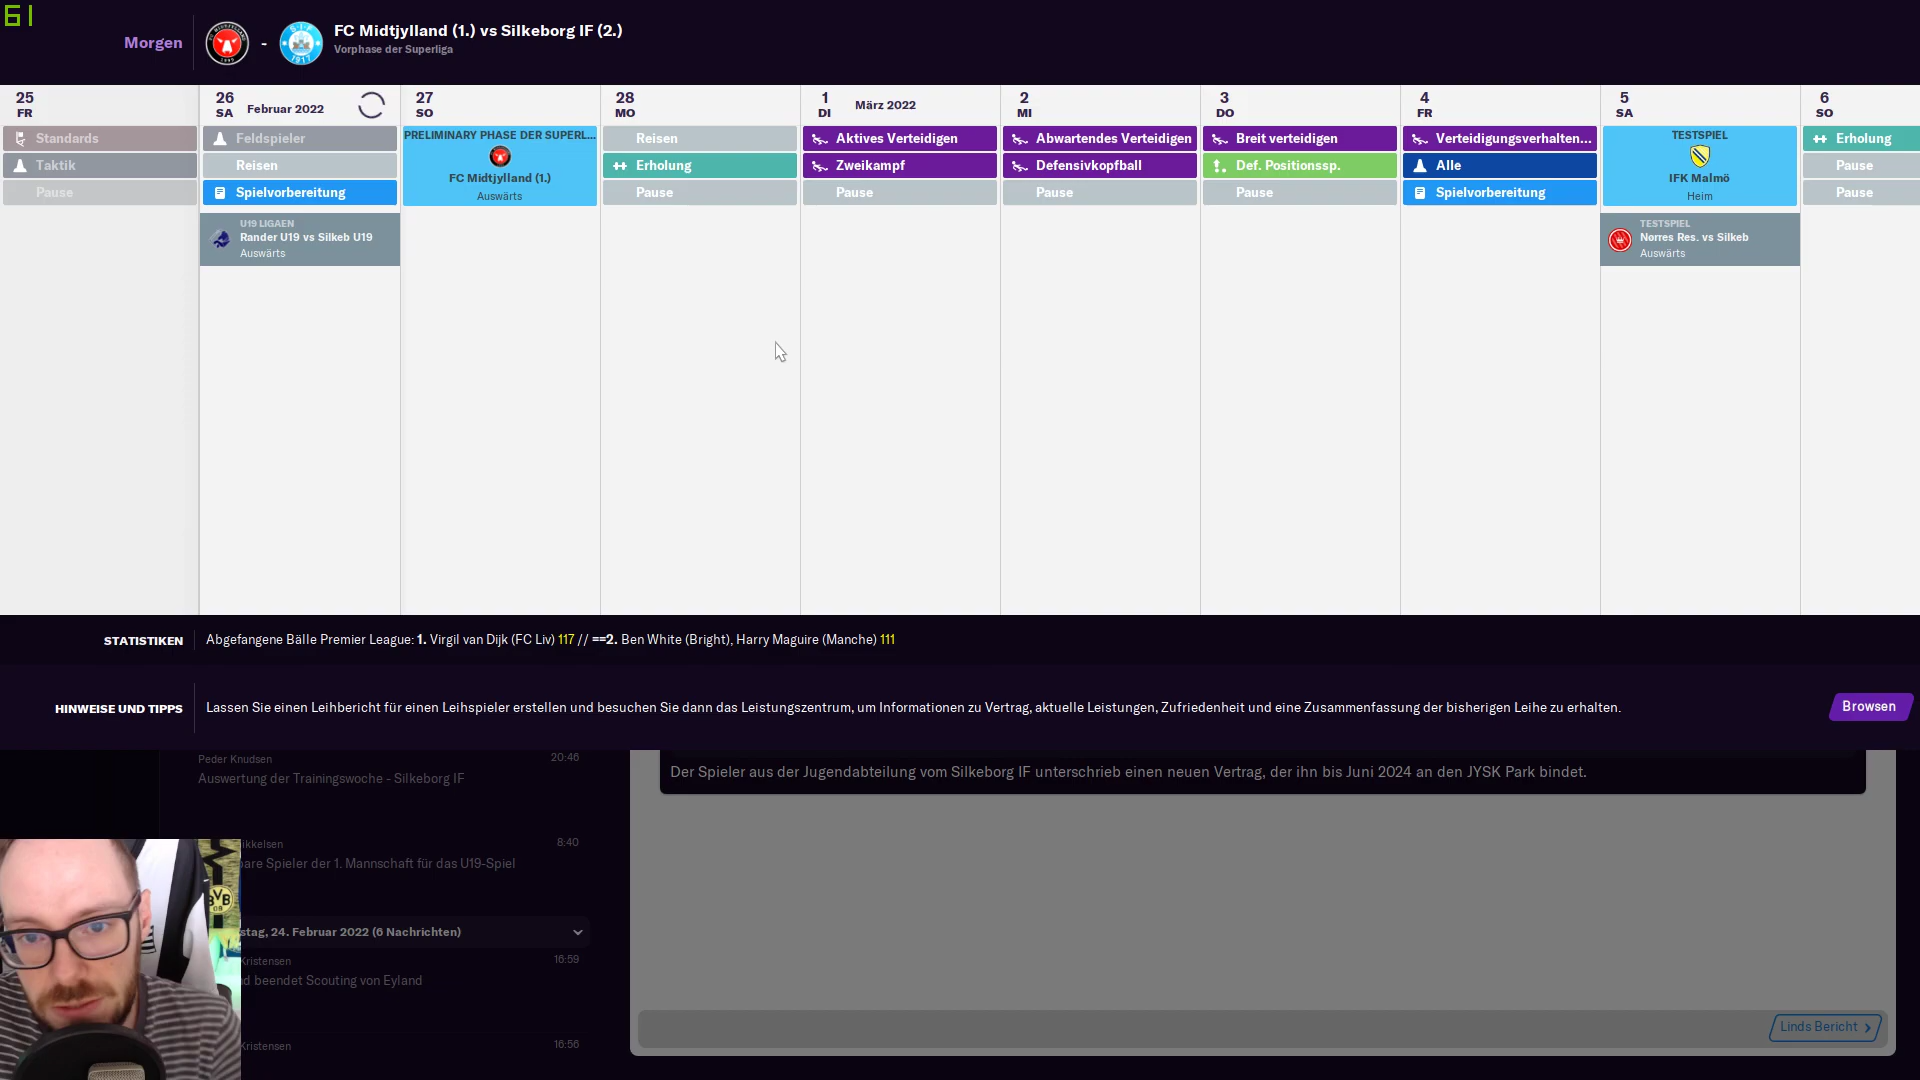 61
Morgen
-
FC Midtjylland (1.) vs Silkeborg IF (2.)
Vorphase der Superliga
25
FR
Standards
Taktik
Pause
26
SA
Februar 2022
Feldspieler
Reisen
Spielvorbereitung
U19 LIGAEN
Rander U19 vs Silkeb U19
Auswärts
27
SO
PRELIMINARY PHASE DER SUPERL...
FC Midtjylland (1.)
Auswärts
28
MO
Reisen
Erholung
Pause
1
DI
März 2022
Aktives Verteidigen
Zweikampf
Pause
2
MI
Abwartendes Verteidigen
Defensivkopfball
Pause
3
DO
Breit verteidigen
Def. Positionssp.
Pause
4
FR
Verteidigungsverhalten...
Alle
Spielvorbereitung
5
SA
TESTSPIEL
IFK Malmö
Heim
TESTSPIEL
Nørres Res. vs Silkeb
Auswärts
6
SO
Erholung
Pause
Pause
STATISTIKEN
Abgefangene Bälle Premier League: 1. Virgil van Dijk (FC Liv) 117 // ==2. Ben White (Bright), Harry Maguire (Manche) 111
HINWEISE UND TIPPS
Lassen Sie einen Leihbericht für einen Leihspieler erstellen und besuchen Sie dann das Leistungszentrum, um Informationen zu Vertrag, aktuelle Leistungen, Zufriedenheit und eine Zusammenfassung der bisherigen Leihe zu erhalten.
Browsen
Peder Knudsen
20:46
Auswertung der Trainingswoche - Silkeborg IF
ikkelsen
8:40
bare Spieler der 1. Mannschaft für das U19-Spiel
stag, 24. Februar 2022 (6 Nachrichten)
Kristensen
16:59
d beendet Scouting von Eyland
Kristensen
16:56
Der Spieler aus der Jugendabteilung vom Silkeborg IF unterschrieb einen neuen Vertrag, der ihn bis Juni 2024 an den JYSK Park bindet.
Linds Bericht
BVB
09